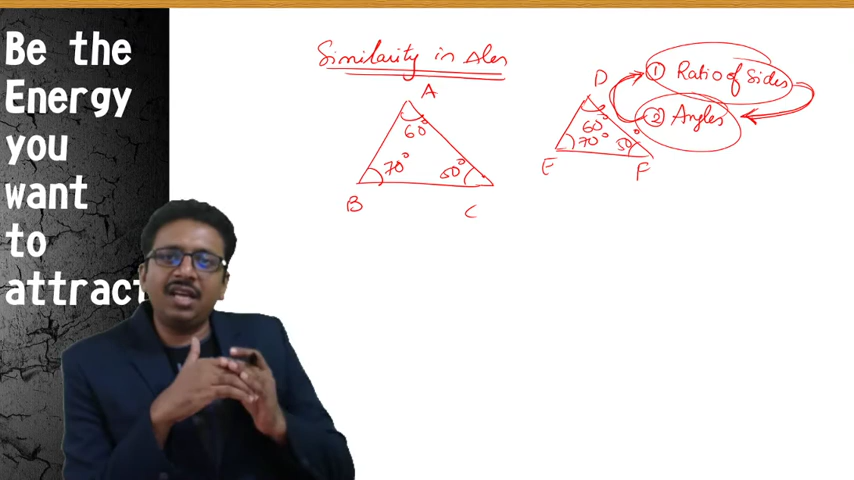 Be the
Energy
you
want
to
attract
Similarity in Δles
① Ratio of Sides
② Angles
A
60°
70°
50°
B
C
D
60°
70°
50°
E
F